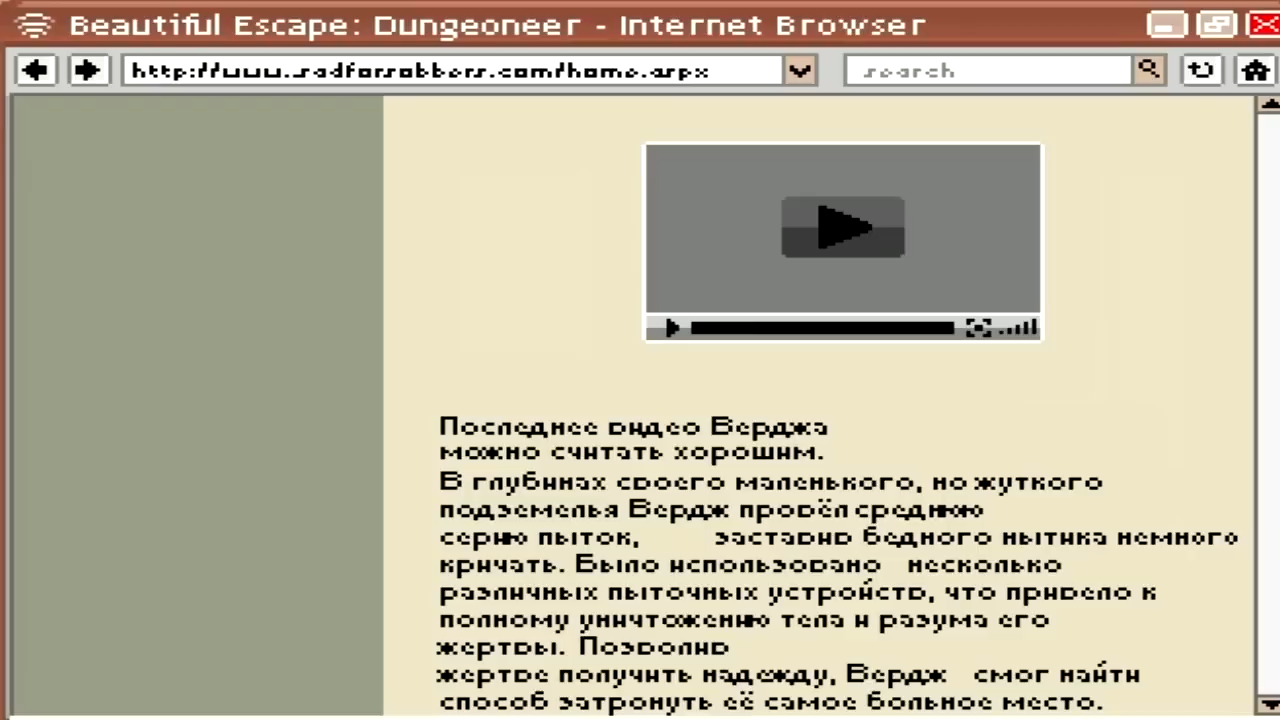 Beautiful Escape: Dungeoneer - Internet Browser
search
Последнее видео Верджа
можно считать хорошим.
В глубинах своего маленького, но жуткого
подземелья Вердж провёл среднюю
серию пыток, заставив бедного нытика немного
кричать. Было использовано несколько
различных пыточных устройств, что привело к
полному уничтожению тела и разума его
жертвы. Позволив
жертве получить надежду, Вердж смог найти
способ затронуть её самое больное место.